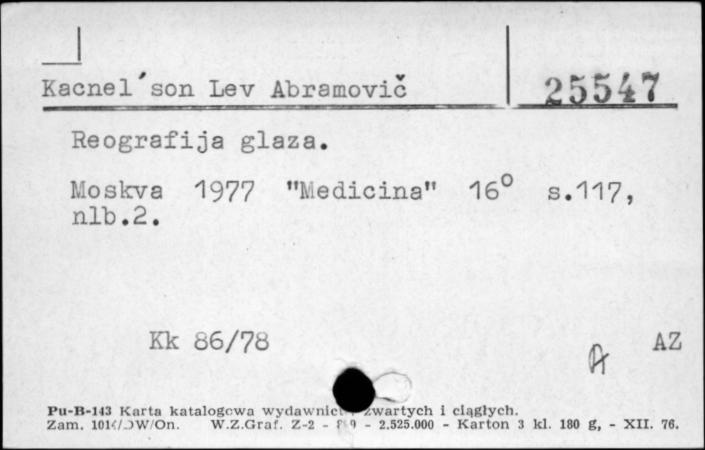 Kacnel´son Lev Abramovič
25547
Reografija glaza.
Moskva 1977 "Medicina" 16° s.117,
nlb.2.
Kk 86/78
A AZ
Pu-B-143 Karta katalogowa zwartych i ciągłych.
Zam. W.Z.Graf. Z-2 - - 2.525.000 - Karton 3 kl. 180 g, - XII. 76.